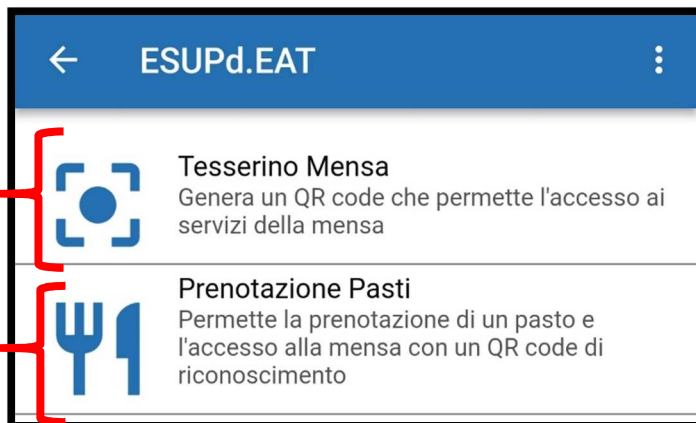 ESUPd.EAT
Tesserino Mensa
Genera un QR code che permette l'accesso ai
servizi della mensa
Prenotazione Pasti
Permette la prenotazione di un pasto e
l'accesso alla mensa con un QR code di
riconoscimento